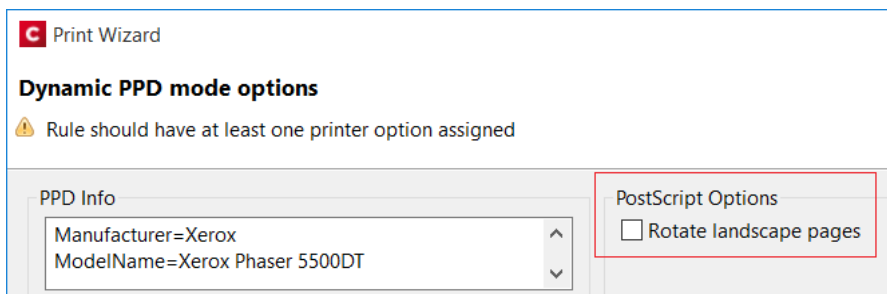 C Print Wizard
Dynamic PPD mode options
Rule should have at least one printer option assigned
PPD Info
Manufacturer=Xerox
ModelName=Xerox Phaser 5500DT
PostScript Options
Rotate landscape pages